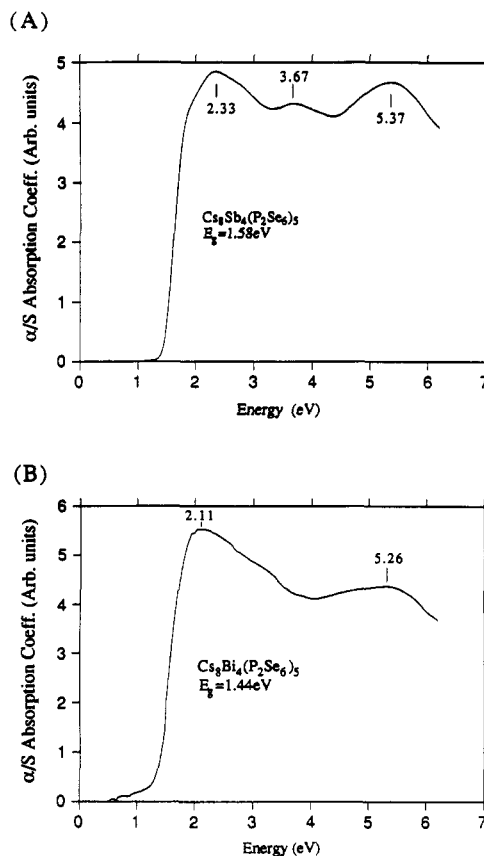 (A)
5
4
3
2
1
0
α/S Absorption Coeff. (Arb. units)
2.33
3.67
5.37
Cs₈Sb₄(P₂Se₆)₅
E_g=1.58eV
0 1 2 3 4 5 6 7
Energy (eV)
(B)
6
5
4
3
2
1
0
α/S Absorption Coeff. (Arb. units)
2.11
5.26
Cs₈Bi₄(P₂Se₆)₅
E_g=1.44eV
0 1 2 3 4 5 6 7
Energy (eV)